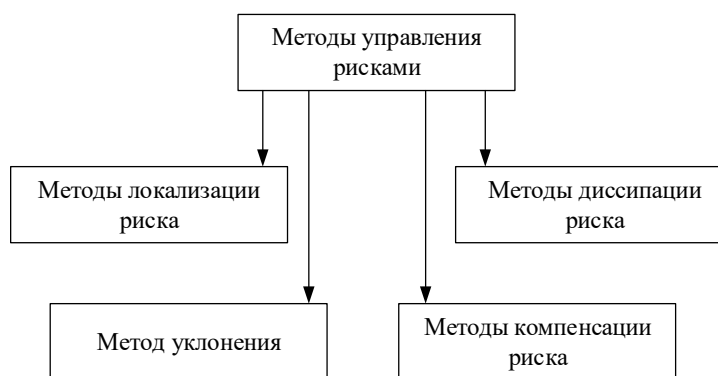 Методы управления
рисками
Методы локализации
риска
Методы диссипации
риска
Метод уклонения
Методы компенсации
риска